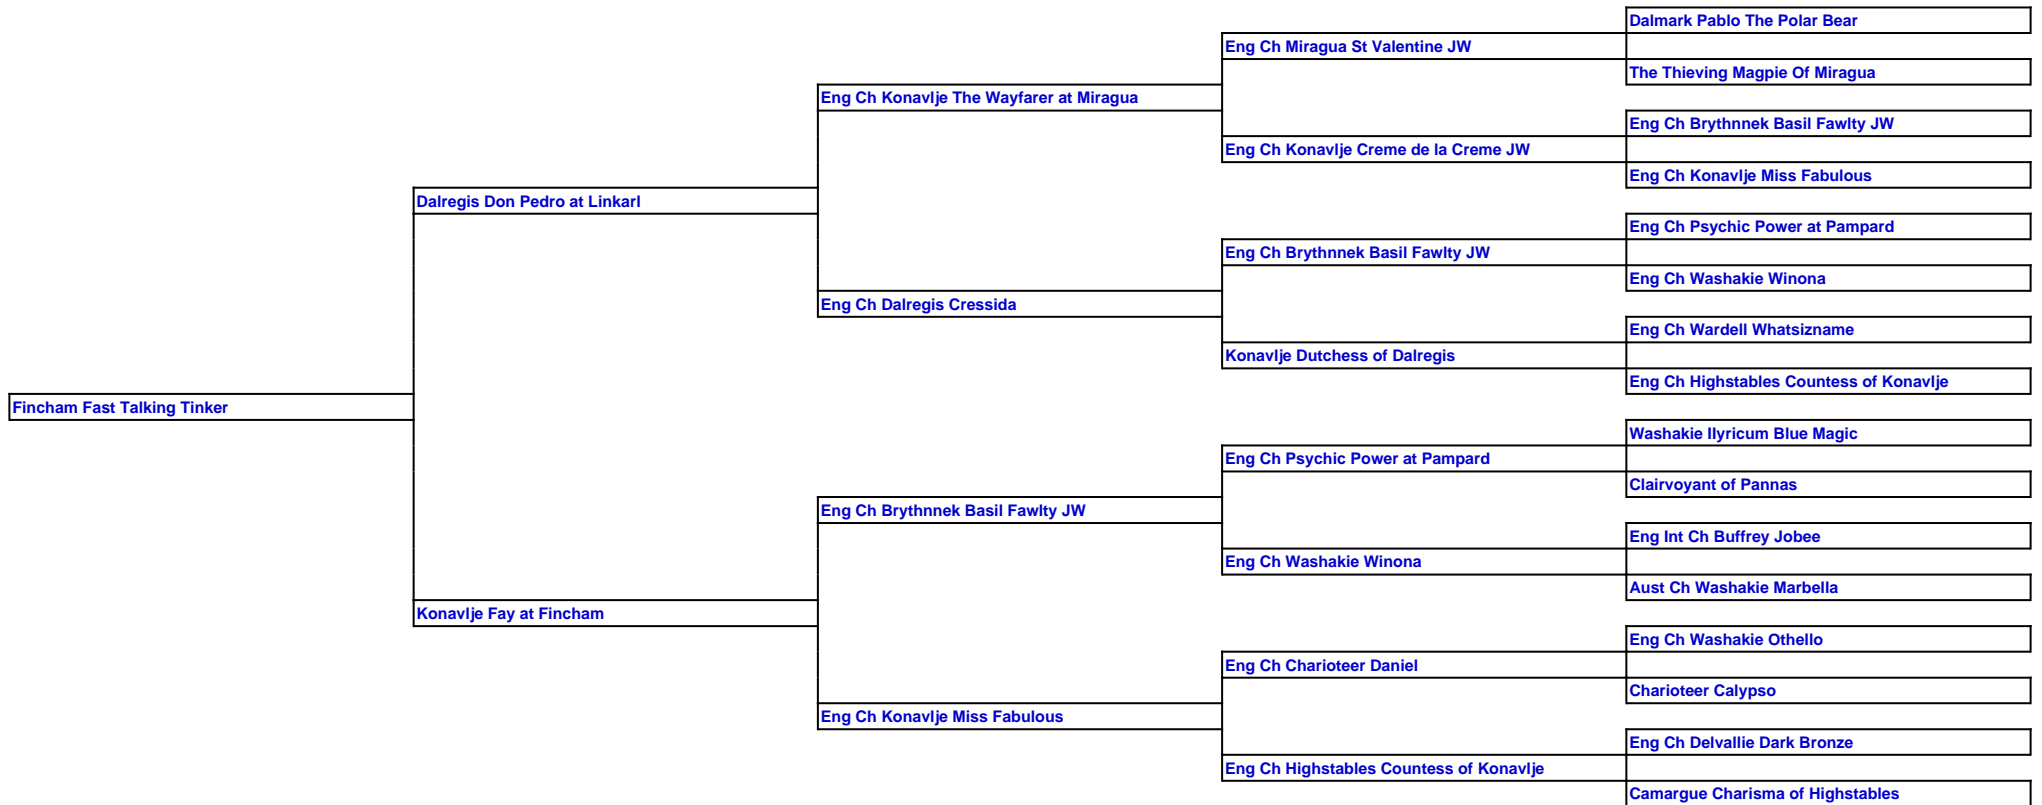 Dalmark Pablo The Polar Bear
Eng Ch Miragua St Valentine JW
The Thieving Magpie Of Miragua
Eng Ch Konavlje The Wayfarer at Miragua
Eng Ch Brythnnek Basil Fawlty JW
Eng Ch Konavlje Creme de la Creme JW
Eng Ch Konavlje Miss Fabulous
Dalregis Don Pedro at Linkarl
Eng Ch Psychic Power at Pampard
Eng Ch Brythnnek Basil Fawlty JW
Eng Ch Washakie Winona
Eng Ch Dalregis Cressida
Eng Ch Wardell Whatsizname
Konavlje Dutchess of Dalregis
Eng Ch Highstables Countess of Konavlje
Fincham Fast Talking Tinker
Washakie Ilyricum Blue Magic
Eng Ch Psychic Power at Pampard
Clairvoyant of Pannas
Eng Ch Brythnnek Basil Fawlty JW
Eng Int Ch Buffrey Jobee
Eng Ch Washakie Winona
Aust Ch Washakie Marbella
Konavlje Fay at Fincham
Eng Ch Washakie Othello
Eng Ch Charioteer Daniel
Charioteer Calypso
Eng Ch Konavlje Miss Fabulous
Eng Ch Delvallie Dark Bronze
Eng Ch Highstables Countess of Konavlje
Camargue Charisma of Highstables